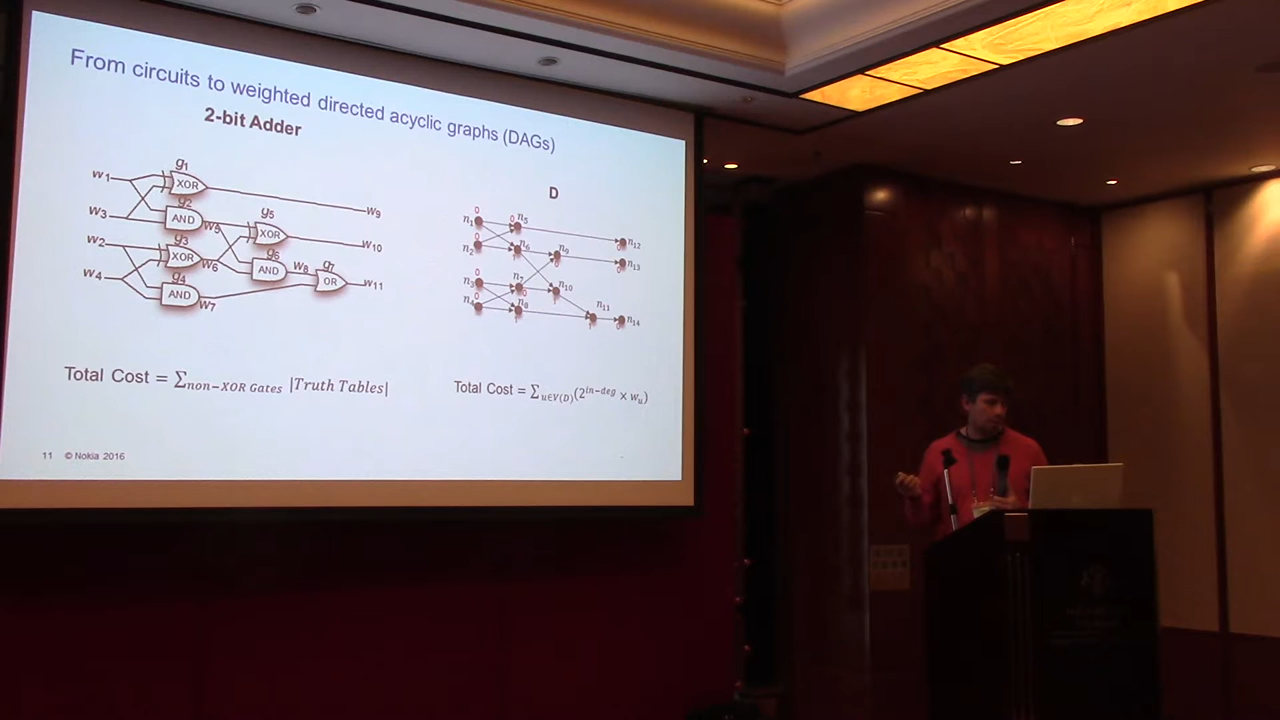 From circuits to weighted directed acyclic graphs (DAGs)
2-bit Adder
D
w1
w3
w2
w4
g1
XOR
g2
AND
g3
XOR
g4
AND
w5
w6
w7
g5
XOR
g6
AND
w8
g7
OR
w9
w10
w11
n1
n2
n3
n4
n5
n6
n7
n8
n9
n10
n11
n12
n13
n14
Total Cost = ∑non−XOR Gates |Truth Tables|
Total Cost = ∑u∈V(D)(2^in−deg × wu)
11 © Nokia 2016